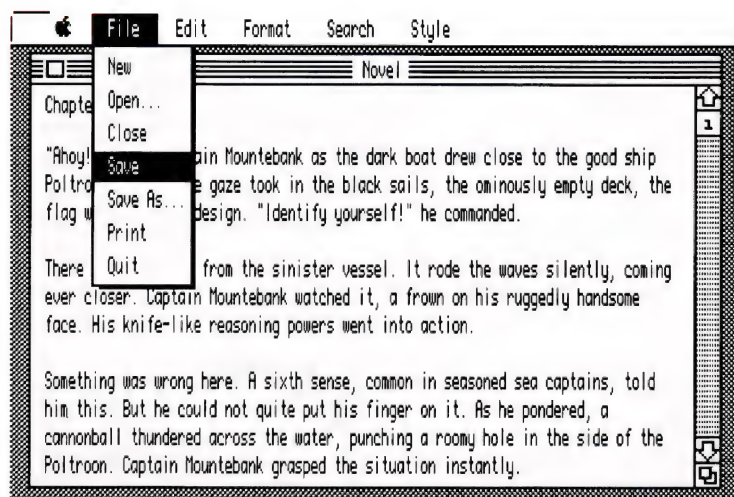 File Edit Format Search Style
Novel
New
Open...
Close
Save
Save As...
Print
Quit
Chapte
1
"Ahoy! ain Mountebank as the dark boat drew close to the good ship
Poltro e gaze took in the black sails, the ominously empty deck, the
flag w design. "Identify yourself!" he commanded.
There from the sinister vessel. It rode the waves silently, coming
ever closer. Captain Mountebank watched it, a frown on his ruggedly handsome
face. His knife-like reasoning powers went into action.
Something was wrong here. A sixth sense, common in seasoned sea captains, told
him this. But he could not quite put his finger on it. As he pondered, a
cannonball thundered across the water, punching a roomy hole in the side of the
Poltroon. Captain Mountebank grasped the situation instantly.